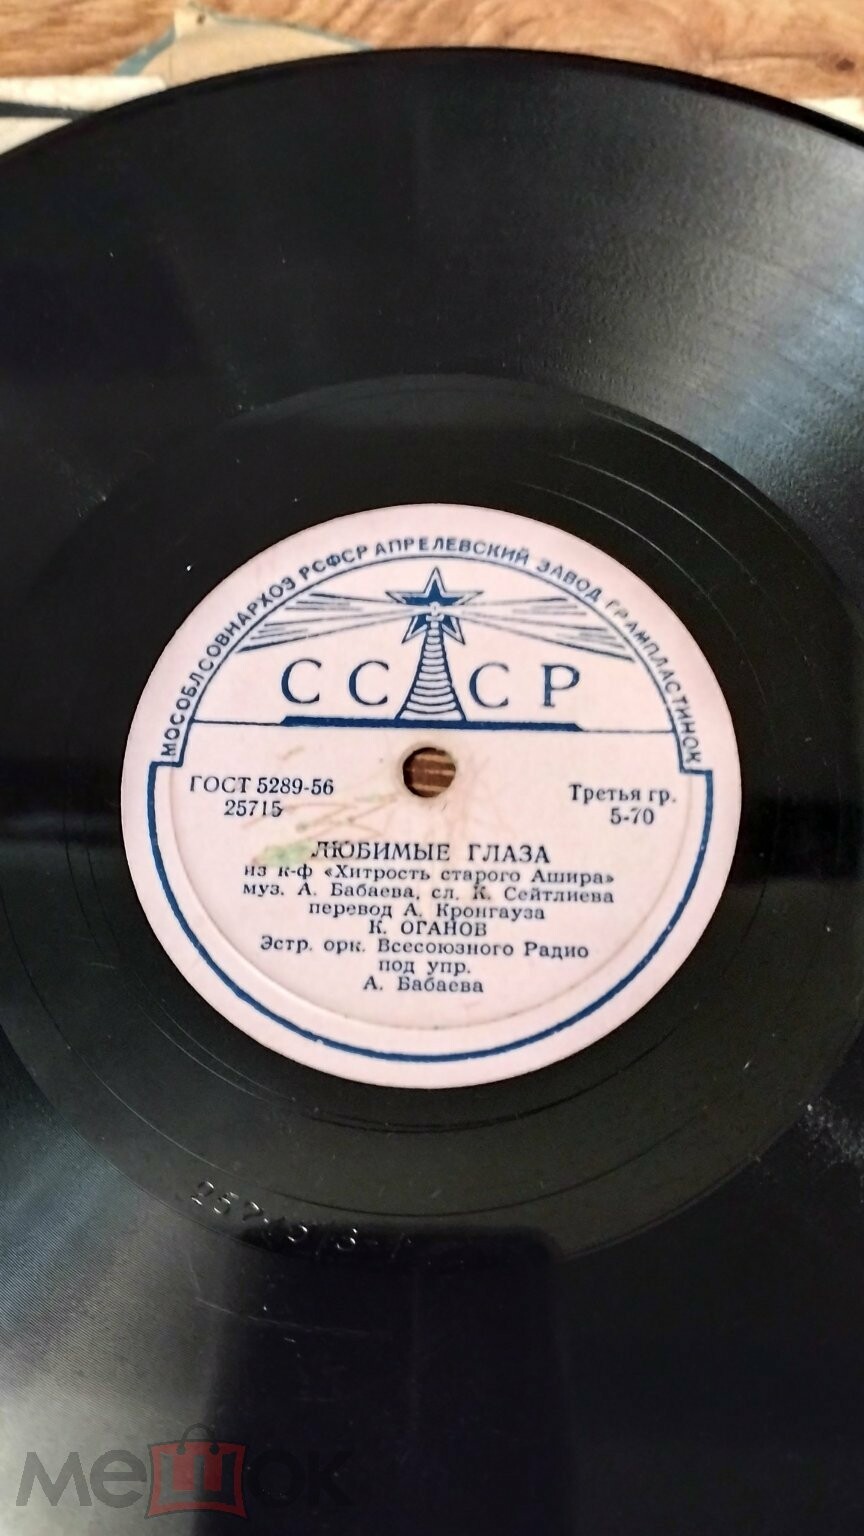 МОСОБЛСОВНАРХОЗ РСФСР АПРЕЛЕВСКИЙ ЗАВОД ГРАМПЛАСТИНОК
СССР
ГОСТ 5289-56
25715
Третья гр.
5-70
ЛЮБИМЫЕ ГЛАЗА
из к-ф «Хитрость старого Ашира»
муз. А. Бабаева, сл. К. Сейтлиева
перевод А. Кронгауза
К. ОГАНОВ
Эстр. орк. Всесоюзного Радио
под упр.
А. Бабаева
мешок